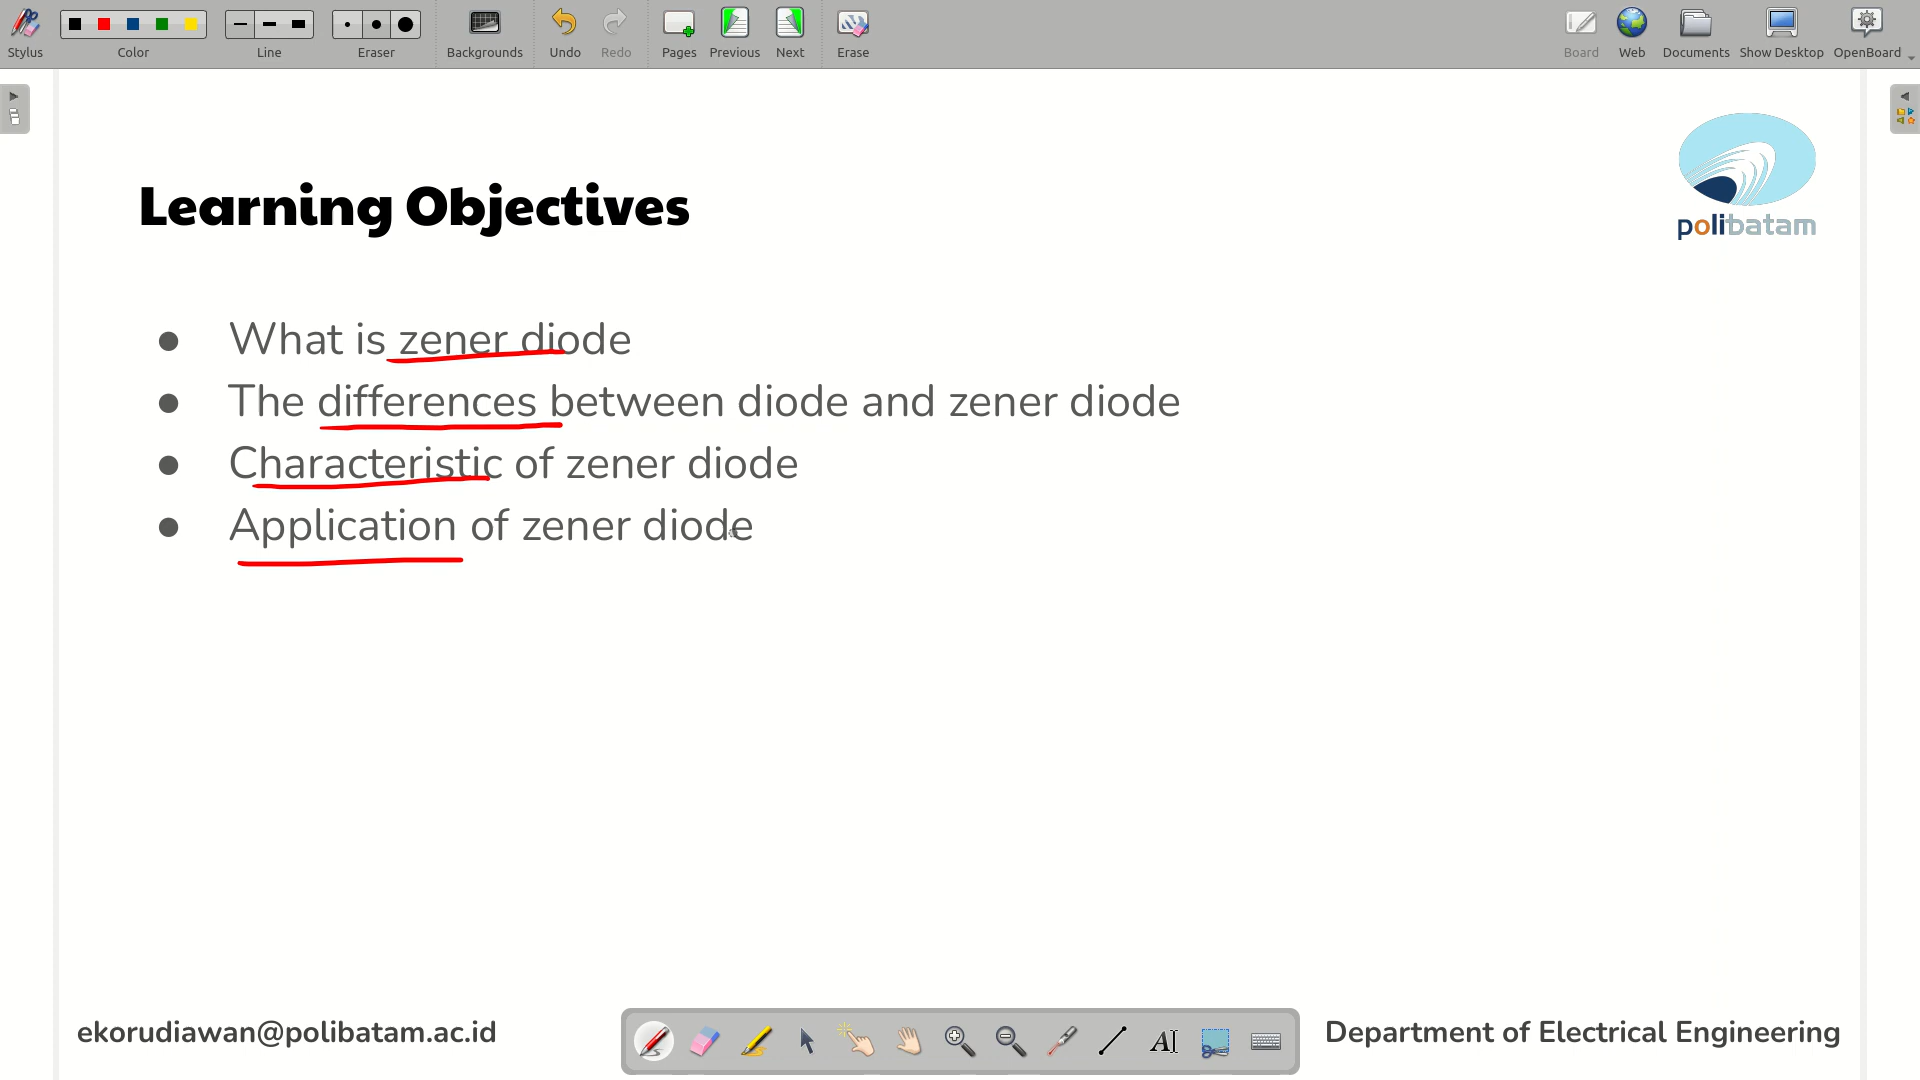 Stylus Color Line Eraser Backgrounds Undo Redo Pages Previous Next Erase Board Web Documents Show Desktop OpenBoard
polibatam
Learning Objectives
● What is zener diode
● The differences between diode and zener diode
● Characteristic of zener diode
● Application of zener diode
ekorudiawan@polibatam.ac.id
AI
Department of Electrical Engineering